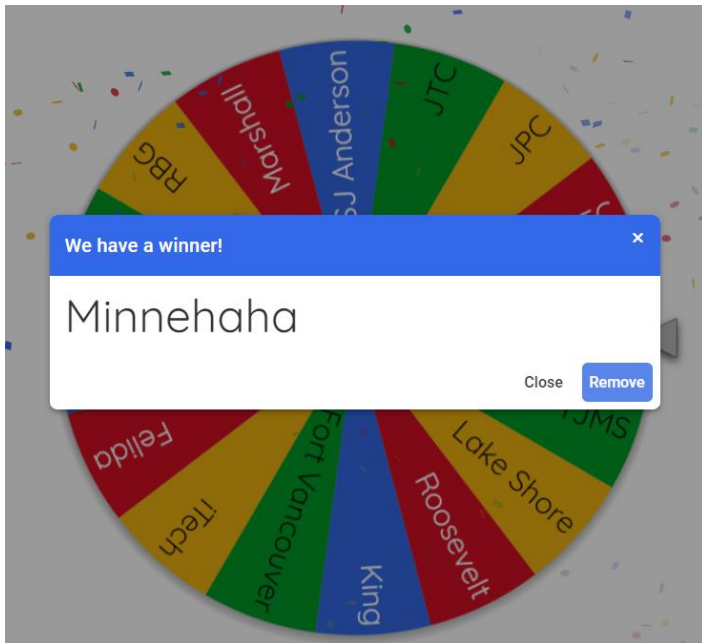 We have a winner!
×
Minnehaha
Close
Remove
RBG
Marshall
SJ Anderson
JTC
JPC
TJMS
Lake Shore
Roosevelt
King
Fort Vancouver
iTech
Felida